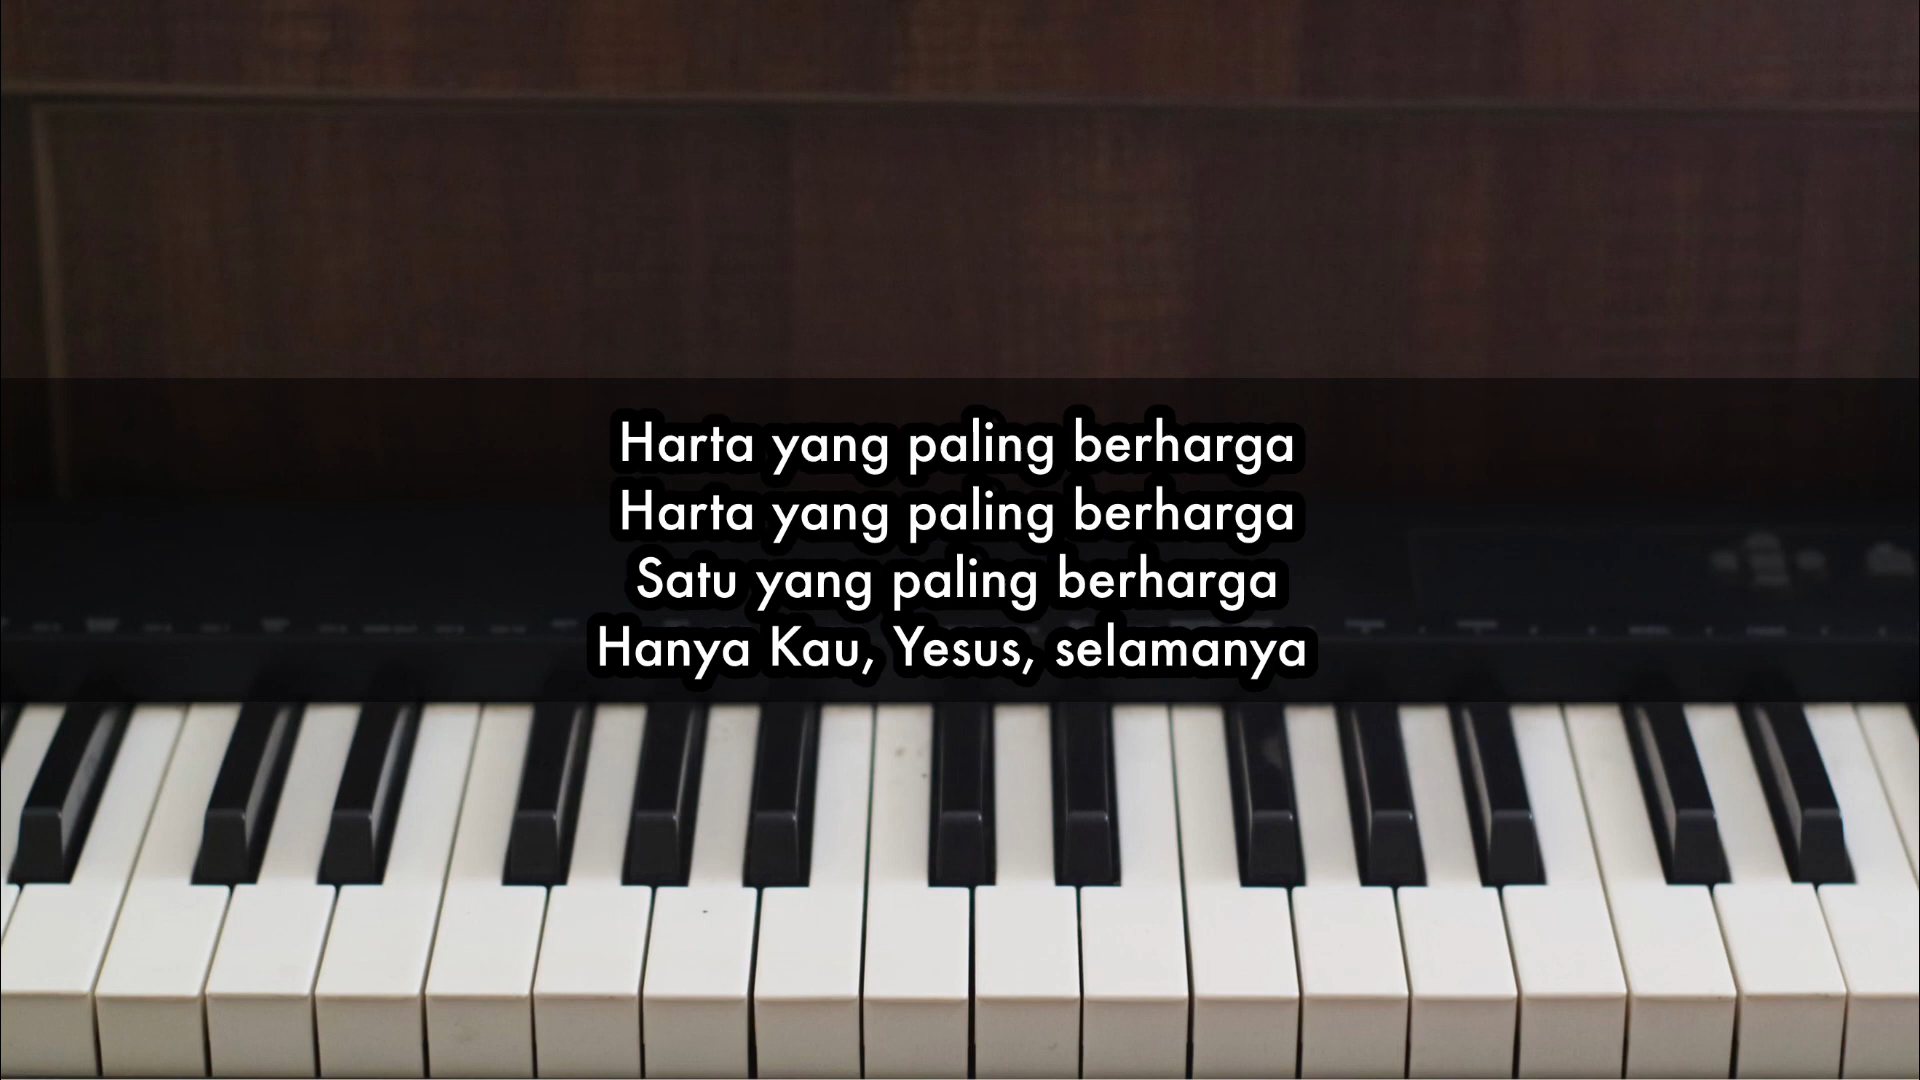 Harta yang paling berharga
Harta yang paling berharga
Satu yang paling berharga
Hanya Kau, Yesus, selamanya